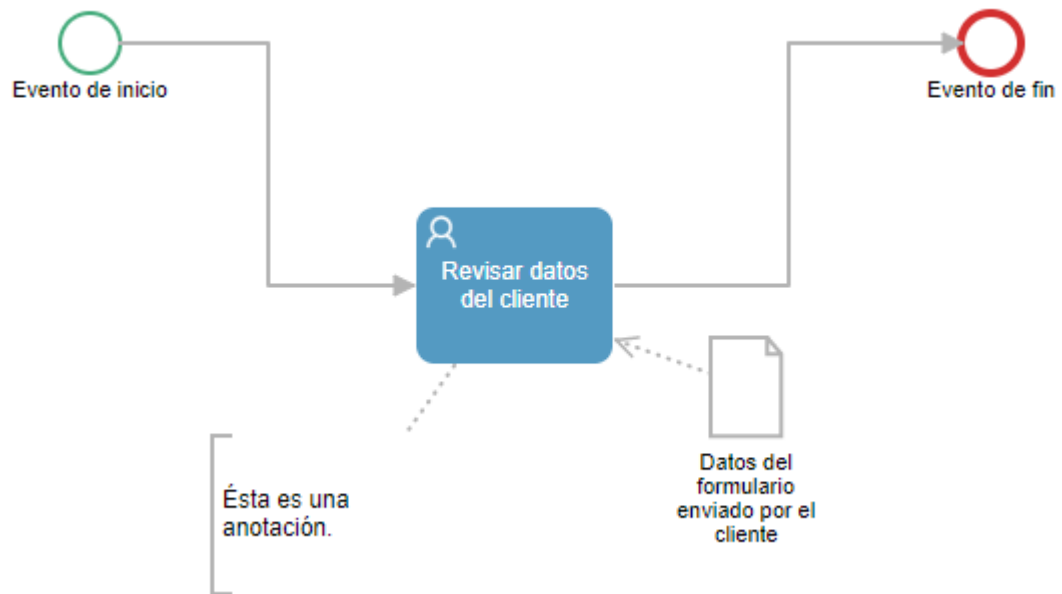 Evento de inicio
Evento de fin
Revisar datos
del cliente
Ésta es una
anotación.
Datos del
formulario
enviado por el
cliente